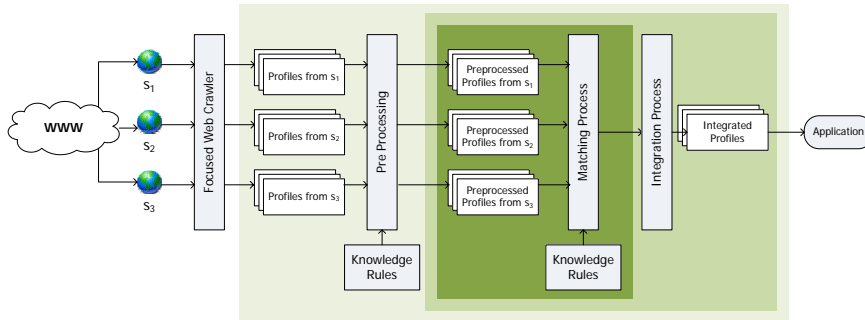 WWW
s1
s2
s3
Focused Web Crawler
Profiles from s1
Profiles from s2
Profiles from s3
Pre Processing
Knowledge
Rules
Preprocessed
Profiles from s1
Preprocessed
Profiles from s2
Preprocessed
Profiles from s3
Matching Process
Knowledge
Rules
Integration Process
Integrated
Profiles
Application